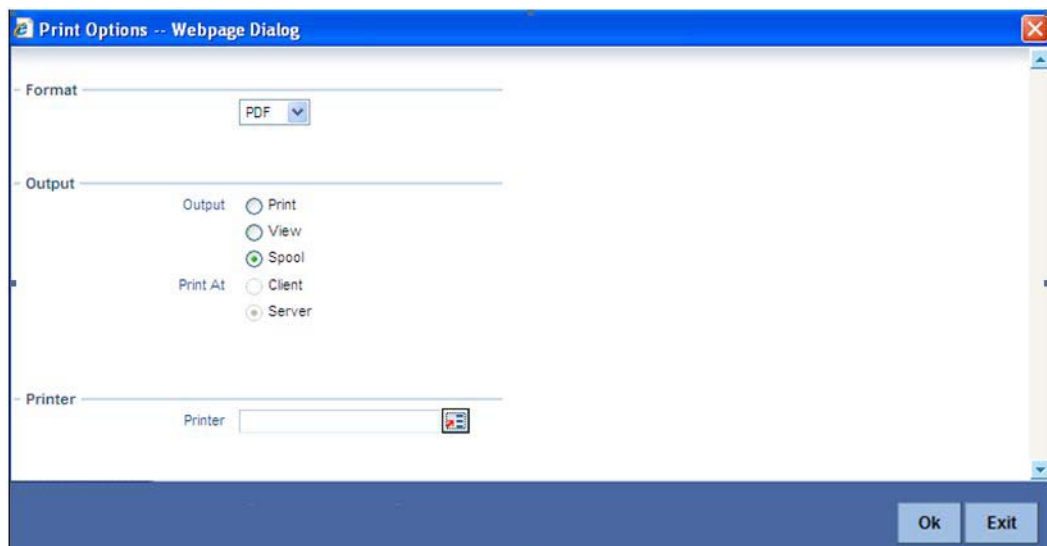 Print Options -- Webpage Dialog
Format
PDF
Output
Output Print
View
Spool
Print At Client
Server
Printer
Printer
Ok Exit